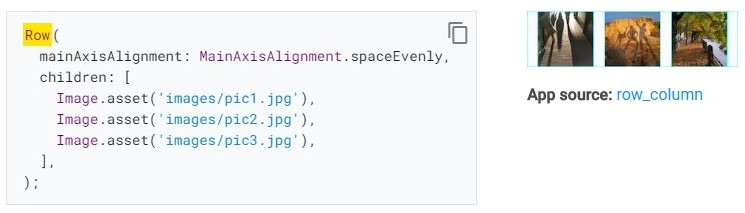 Row(
  mainAxisAlignment: MainAxisAlignment.spaceEvenly,
  children: [
    Image.asset('images/pic1.jpg'),
    Image.asset('images/pic2.jpg'),
    Image.asset('images/pic3.jpg'),
  ],
);
App source: row_column